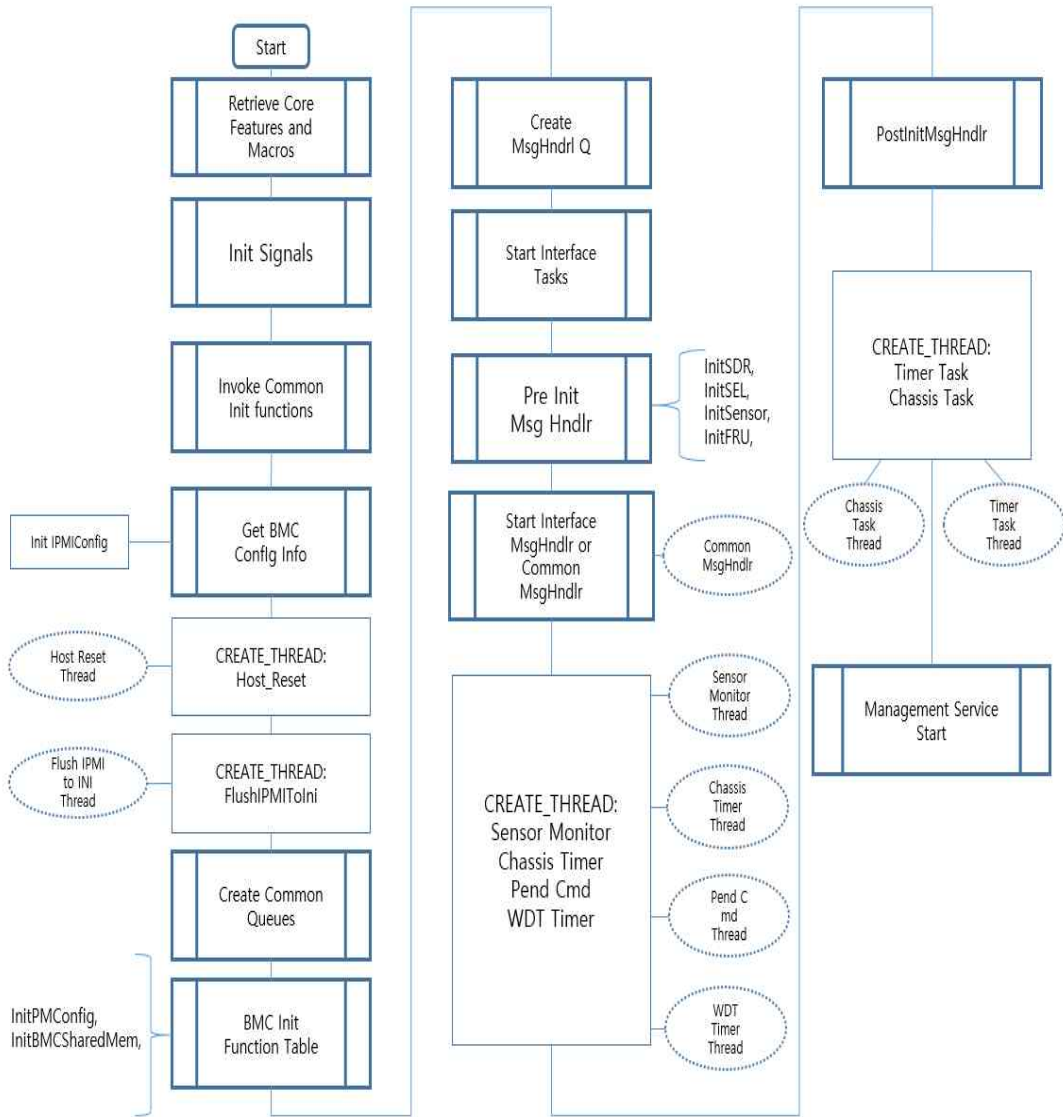 Start
Retrieve Core
Features and
Macros
Init Signals
Invoke Common
Init functions
Init IPMIConfig
Get BMC
ConfIg Info
Host Reset
Thread
CREATE_THREAD:
Host_Reset
Flush IPMI
to INI
Thread
CREATE_THREAD:
FlushIPMIToIni
Create Common
Queues
InitPMConfig,
InitBMCSharedMem,
BMC Init
Function Table
Create
MsgHndrl Q
Start Interface
Tasks
Pre Init
Msg Hndlr
InitSDR,
InitSEL,
InitSensor,
InitFRU,
Start Interface
MsgHndlr or
Common
MsgHndlr
Common
MsgHndlr
CREATE_THREAD:
Sensor Monitor
Chassis Timer
Pend Cmd
WDT Timer
Sensor
Monitor
Thread
Chassis
Timer
Thread
Pend C
md
Thread
WDT
Timer
Thread
PostInitMsgHndlr
CREATE_THREAD:
Timer Task
Chassis Task
Chassis
Task
Thread
Timer
Task
Thread
Management Service
Start